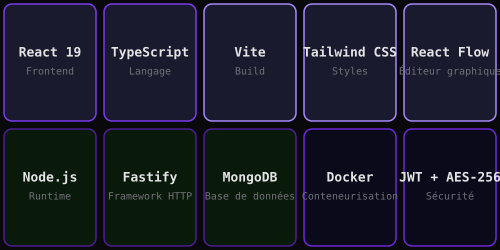 React 19
Frontend
TypeScript
Langage
Vite
Build
Tailwind CSS
Styles
React Flow
Éditeur graphique
Node.js
Runtime
Fastify
Framework HTTP
MongoDB
Base de données
Docker
Conteneurisation
JWT + AES-256
Sécurité